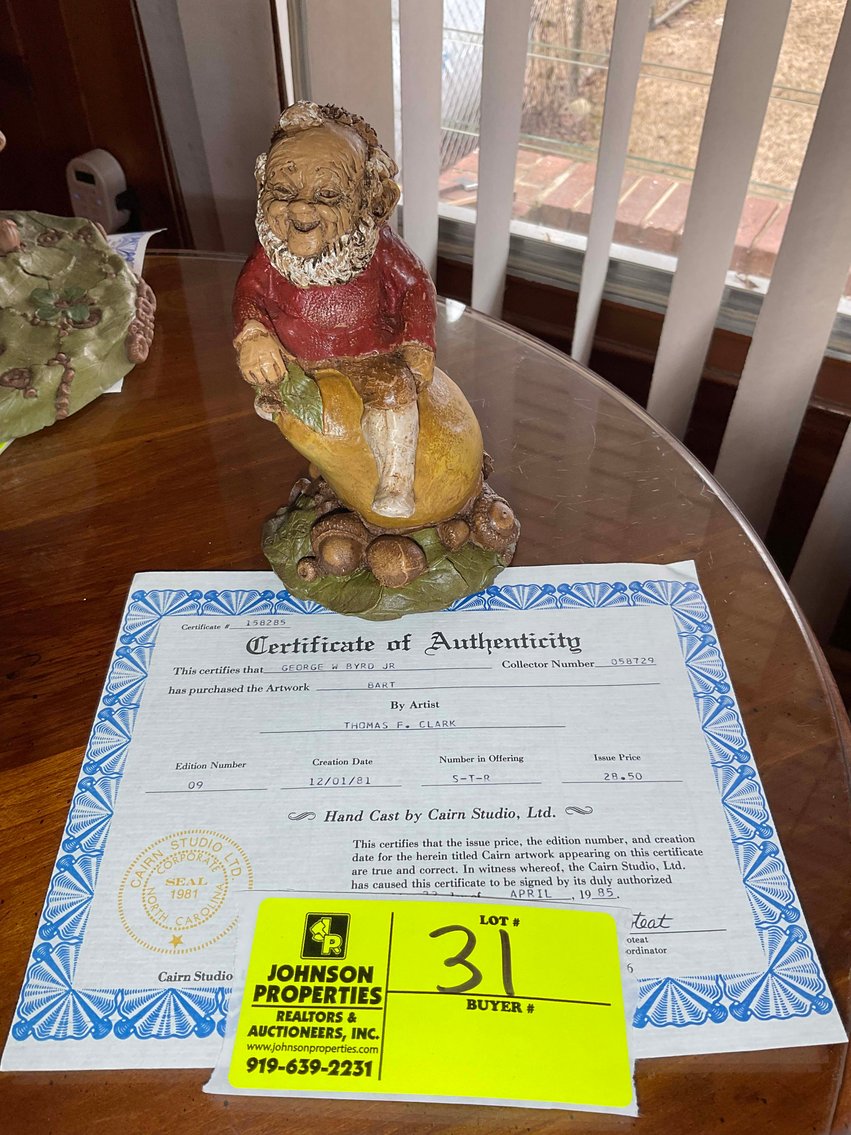 Certificate # 158285
Certificate of Authenticity
This certifies that GEORGE W BYRD JR Collector Number 058729
has purchased the Artwork BART
By Artist
THOMAS F. CLARK
Edition Number Creation Date Number in Offering Issue Price
09 12/01/81 S-T-R 28.50
Hand Cast by Cairn Studio, Ltd.
This certifies that the issue price, the edition number, and creation
date for the herein titled Cairn artwork appearing on this certificate
are true and correct. In witness whereof, the Cairn Studio, Ltd.
has caused this certificate to be signed by its duly authorized
APRIL, 1985.
CAIRN STUDIO LTD
CORPORATE
SEAL
1981
NORTH CAROLINA
teat
oteat
ordinator
6
Cairn Studio
JOHNSON
PROPERTIES
REALTORS &
AUCTIONEERS, INC.
www.johnsonproperties.com
919-639-2231
LOT #
31
BUYER #